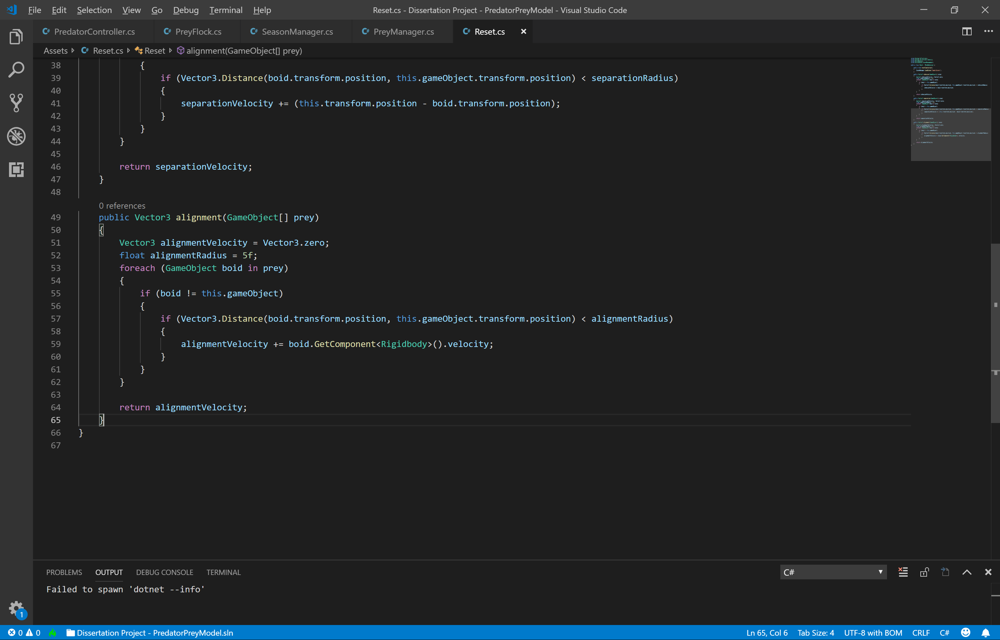 File Edit Selection View Go Debug Terminal Help
Reset.cs - Dissertation Project - PredatorPreyModel - Visual Studio Code
PredatorController.cs PreyFlock.cs SeasonManager.cs PreyManager.cs Reset.cs
Assets Reset.cs Reset alignment(GameObject[] prey)
38 {
39 if (Vector3.Distance(boid.transform.position, this.gameObject.transform.position) < separationRadius)
40 {
41 separationVelocity += (this.transform.position - boid.transform.position);
42 }
43 }
44 }
45
46 return separationVelocity;
47 }
48
0 references
49 public Vector3 alignment(GameObject[] prey)
50 {
51 Vector3 alignmentVelocity = Vector3.zero;
52 float alignmentRadius = 5f;
53 foreach (GameObject boid in prey)
54 {
55 if (boid != this.gameObject)
56 {
57 if (Vector3.Distance(boid.transform.position, this.gameObject.transform.position) < alignmentRadius)
58 {
59 alignmentVelocity += boid.GetComponent<Rigidbody>().velocity;
60 }
61 }
62 }
63
64 return alignmentVelocity;
65 }
66 }
67
PROBLEMS OUTPUT DEBUG CONSOLE TERMINAL C#
Failed to spawn 'dotnet --info'
1
0 0 Dissertation Project - PredatorPreyModel.sln Ln 65, Col 6 Tab Size: 4 UTF-8 with BOM CRLF C#